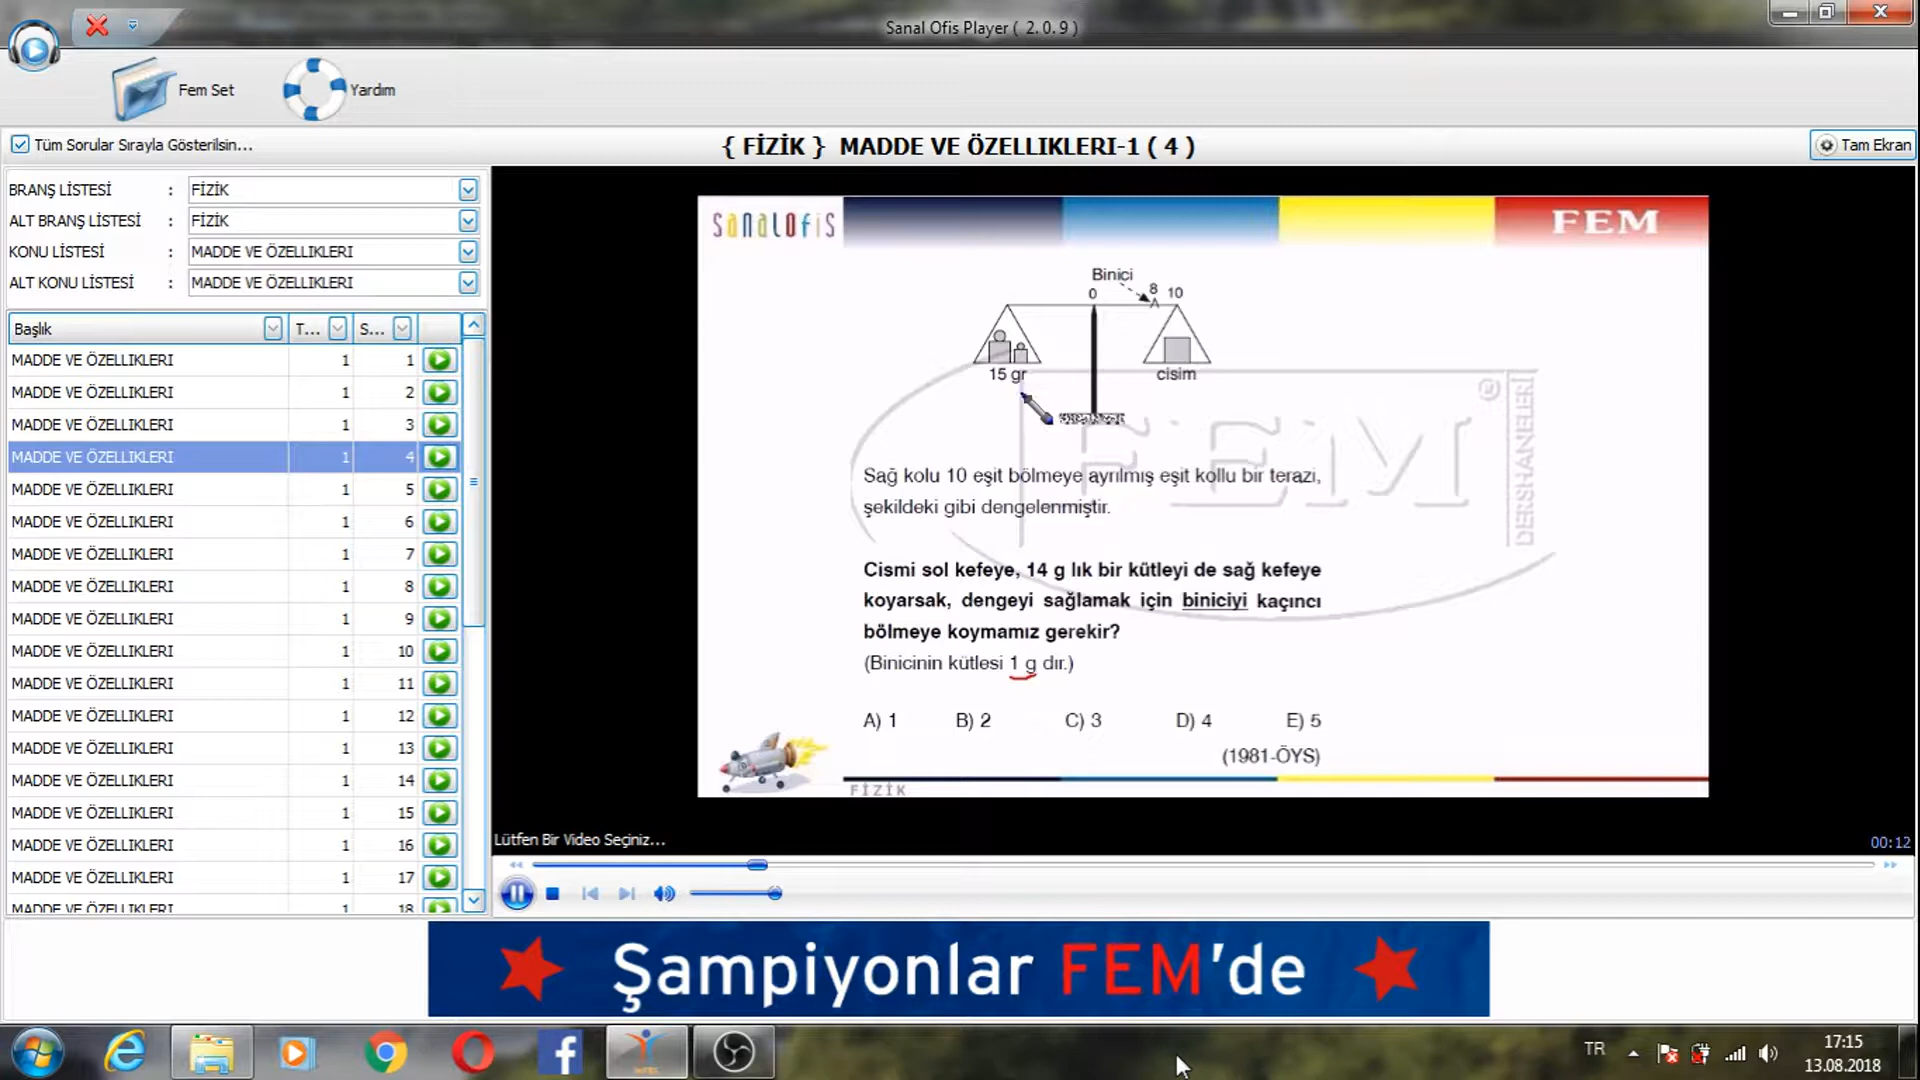 Sanal Ofis Player ( 2.0.9 )
Fem Set
Yardım
Tüm Sorular Sırayla Gösterilsin...
{ FİZİK }  MADDE VE ÖZELLIKLERI-1 ( 4 )
Tam Ekran
BRANŞ LİSTESİ : FİZİK
ALT BRANŞ LİSTESİ : FİZİK
KONU LİSTESİ : MADDE VE ÖZELLIKLERI
ALT KONU LİSTESİ : MADDE VE ÖZELLIKLERI
Başlık T... S...
MADDE VE ÖZELLIKLERI 1 1
MADDE VE ÖZELLIKLERI 1 2
MADDE VE ÖZELLIKLERI 1 3
MADDE VE ÖZELLIKLERI 1 4
MADDE VE ÖZELLIKLERI 1 5
MADDE VE ÖZELLIKLERI 1 6
MADDE VE ÖZELLIKLERI 1 7
MADDE VE ÖZELLIKLERI 1 8
MADDE VE ÖZELLIKLERI 1 9
MADDE VE ÖZELLIKLERI 1 10
MADDE VE ÖZELLIKLERI 1 11
MADDE VE ÖZELLIKLERI 1 12
MADDE VE ÖZELLIKLERI 1 13
MADDE VE ÖZELLIKLERI 1 14
MADDE VE ÖZELLIKLERI 1 15
MADDE VE ÖZELLIKLERI 1 16
MADDE VE ÖZELLIKLERI 1 17
MADDE VE ÖZELLIKLERI 1 18
sanalofis
FEM
Binici
0 8 10
15 gr
cisim
FEM
DERSHANELERİ
®
Sağ kolu 10 eşit bölmeye ayrılmış eşit kollu bir terazi,
şekildeki gibi dengelenmiştir.
Cismi sol kefeye, 14 g lık bir kütleyi de sağ kefeye
koyarsak, dengeyi sağlamak için biniciyi kaçıncı
bölmeye koymamız gerekir?
(Binicinin kütlesi 1 g dır.)
A) 1 B) 2 C) 3 D) 4 E) 5
(1981-ÖYS)
FİZİK
Lütfen Bir Video Seçiniz...
00:12
Şampiyonlar FEM'de
TR
17:15
13.08.2018